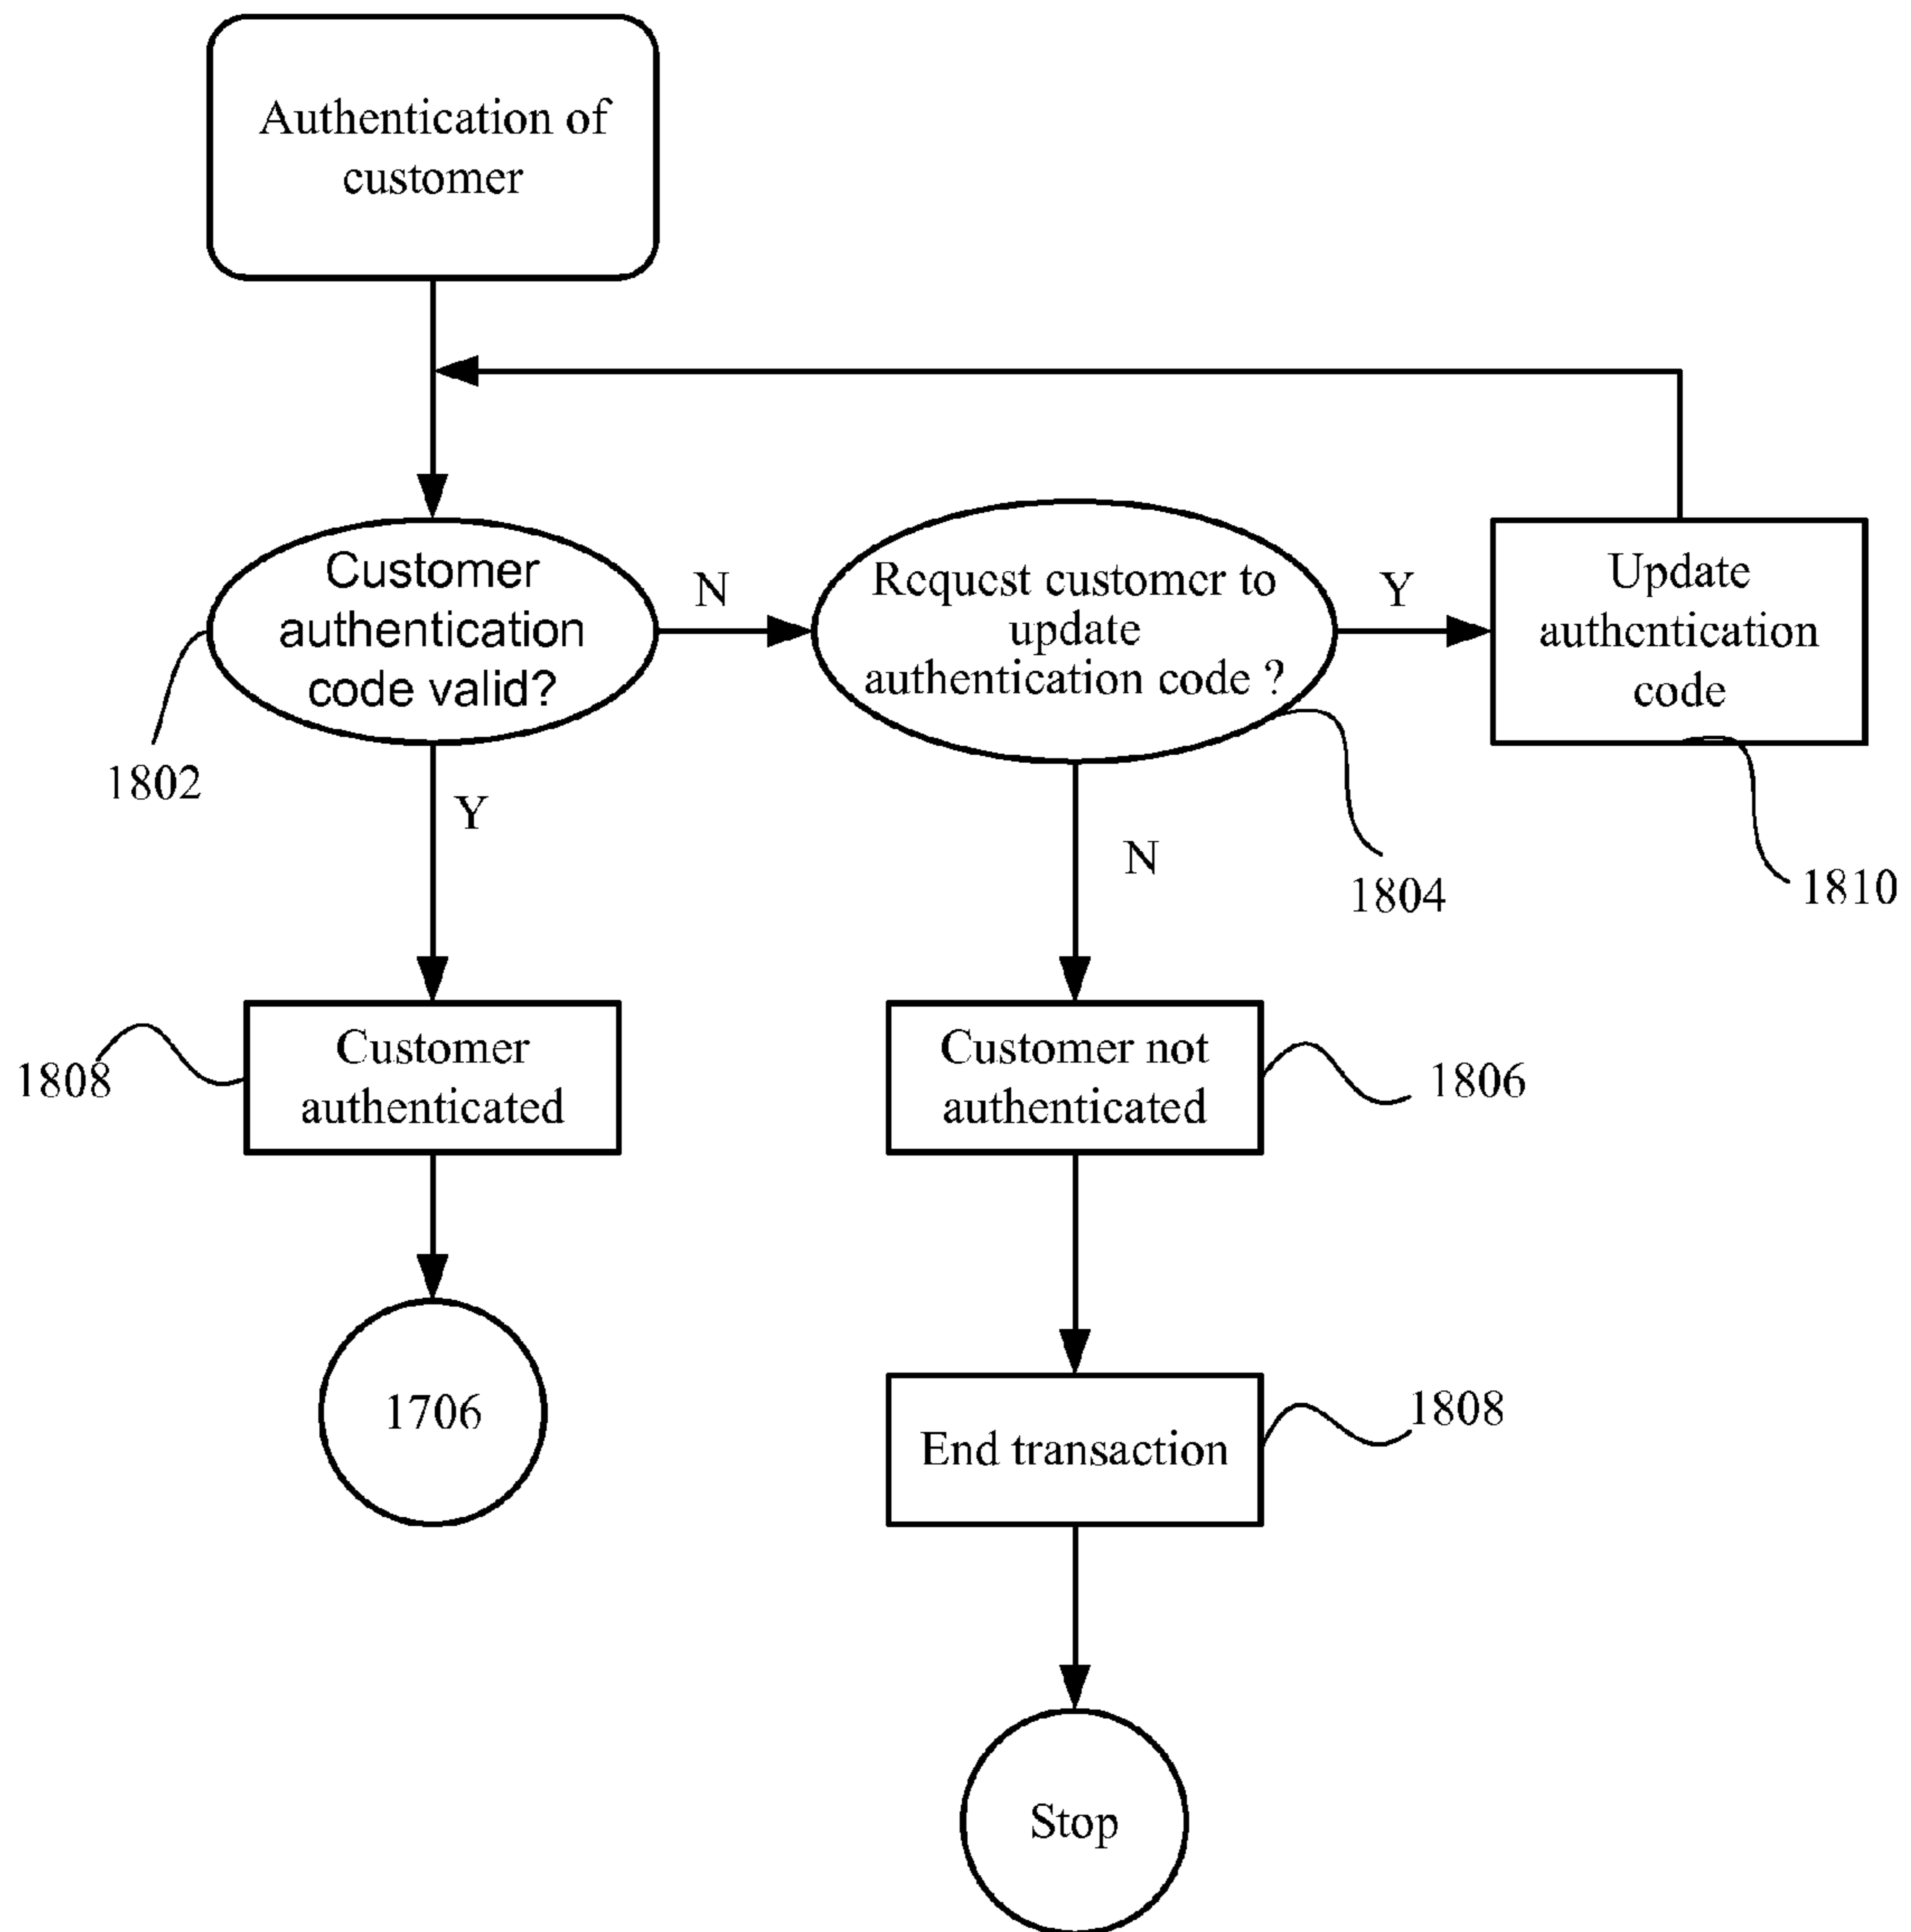 Authentication of
customer
Customer
authentication
code valid?
N
Request customer to
update
authentication code ?
Y
Update
authentication
code
1802
Y
N
1804
1810
1808
Customer
authenticated
Customer not
authenticated
1806
1706
End transaction
1808
Stop